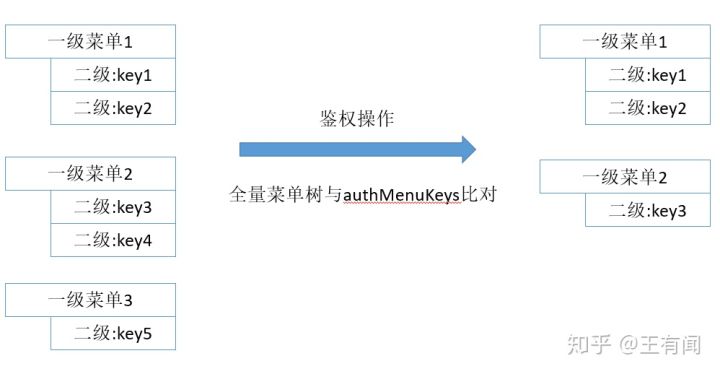 一级菜单1
二级:key1
二级:key2
一级菜单2
二级:key3
二级:key4
一级菜单3
二级:key5
鉴权操作
全量菜单树与authMenuKeys比对
一级菜单1
二级:key1
二级:key2
一级菜单2
二级:key3
知乎 @王有闻